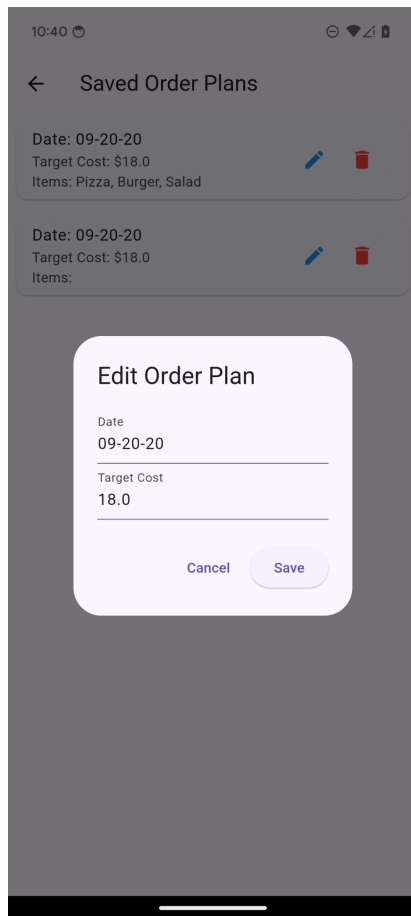 10:40
Saved Order Plans
Date: 09-20-20
Target Cost: $18.0
Items: Pizza, Burger, Salad
Date: 09-20-20
Target Cost: $18.0
Items:
Edit Order Plan
Date
09-20-20
Target Cost
18.0
Cancel Save